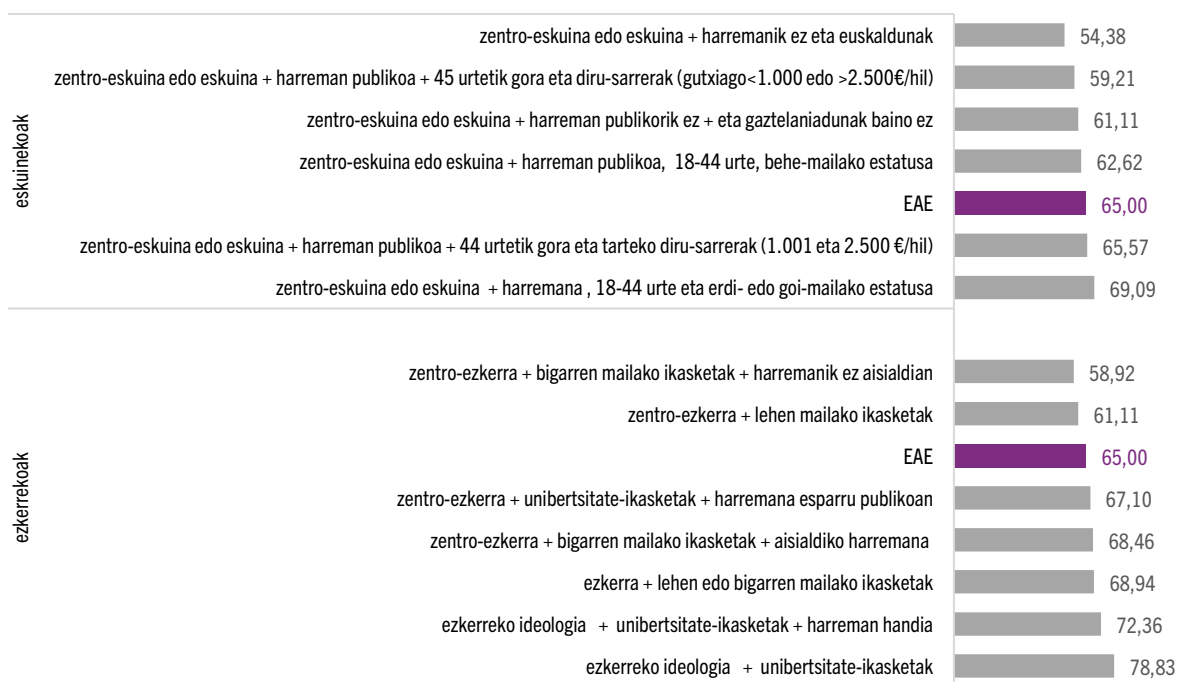 eskuinekoak
zentro-eskuina edo eskuina + harremanik ez eta euskaldunak 54,38
zentro-eskuina edo eskuina + harreman publikoa + 45 urtetik gora eta diru-sarrerak (gutxiago<1.000 edo >2.500€/hil) 59,21
zentro-eskuina edo eskuina + harreman publikorik ez + eta gaztelaniadunak baino ez 61,11
zentro-eskuina edo eskuina + harreman publikoa, 18-44 urte, behe-mailako estatusa 62,62
EAE 65,00
zentro-eskuina edo eskuina + harreman publikoa + 44 urtetik gora eta tarteko diru-sarrerak (1.001 eta 2.500 €/hil) 65,57
zentro-eskuina edo eskuina + harremana , 18-44 urte eta erdi- edo goi-mailako estatusa 69,09
ezkerrekoak
zentro-ezkerra + bigarren mailako ikasketak + harremanik ez aisialdian 58,92
zentro-ezkerra + lehen mailako ikasketak 61,11
EAE 65,00
zentro-ezkerra + unibertsitate-ikasketak + harremana esparru publikoan 67,10
zentro-ezkerra + bigarren mailako ikasketak + aisialdiko harremana 68,46
ezkerra + lehen edo bigarren mailako ikasketak 68,94
ezkerreko ideologia + unibertsitate-ikasketak + harreman handia 72,36
ezkerreko ideologia + unibertsitate-ikasketak 78,83